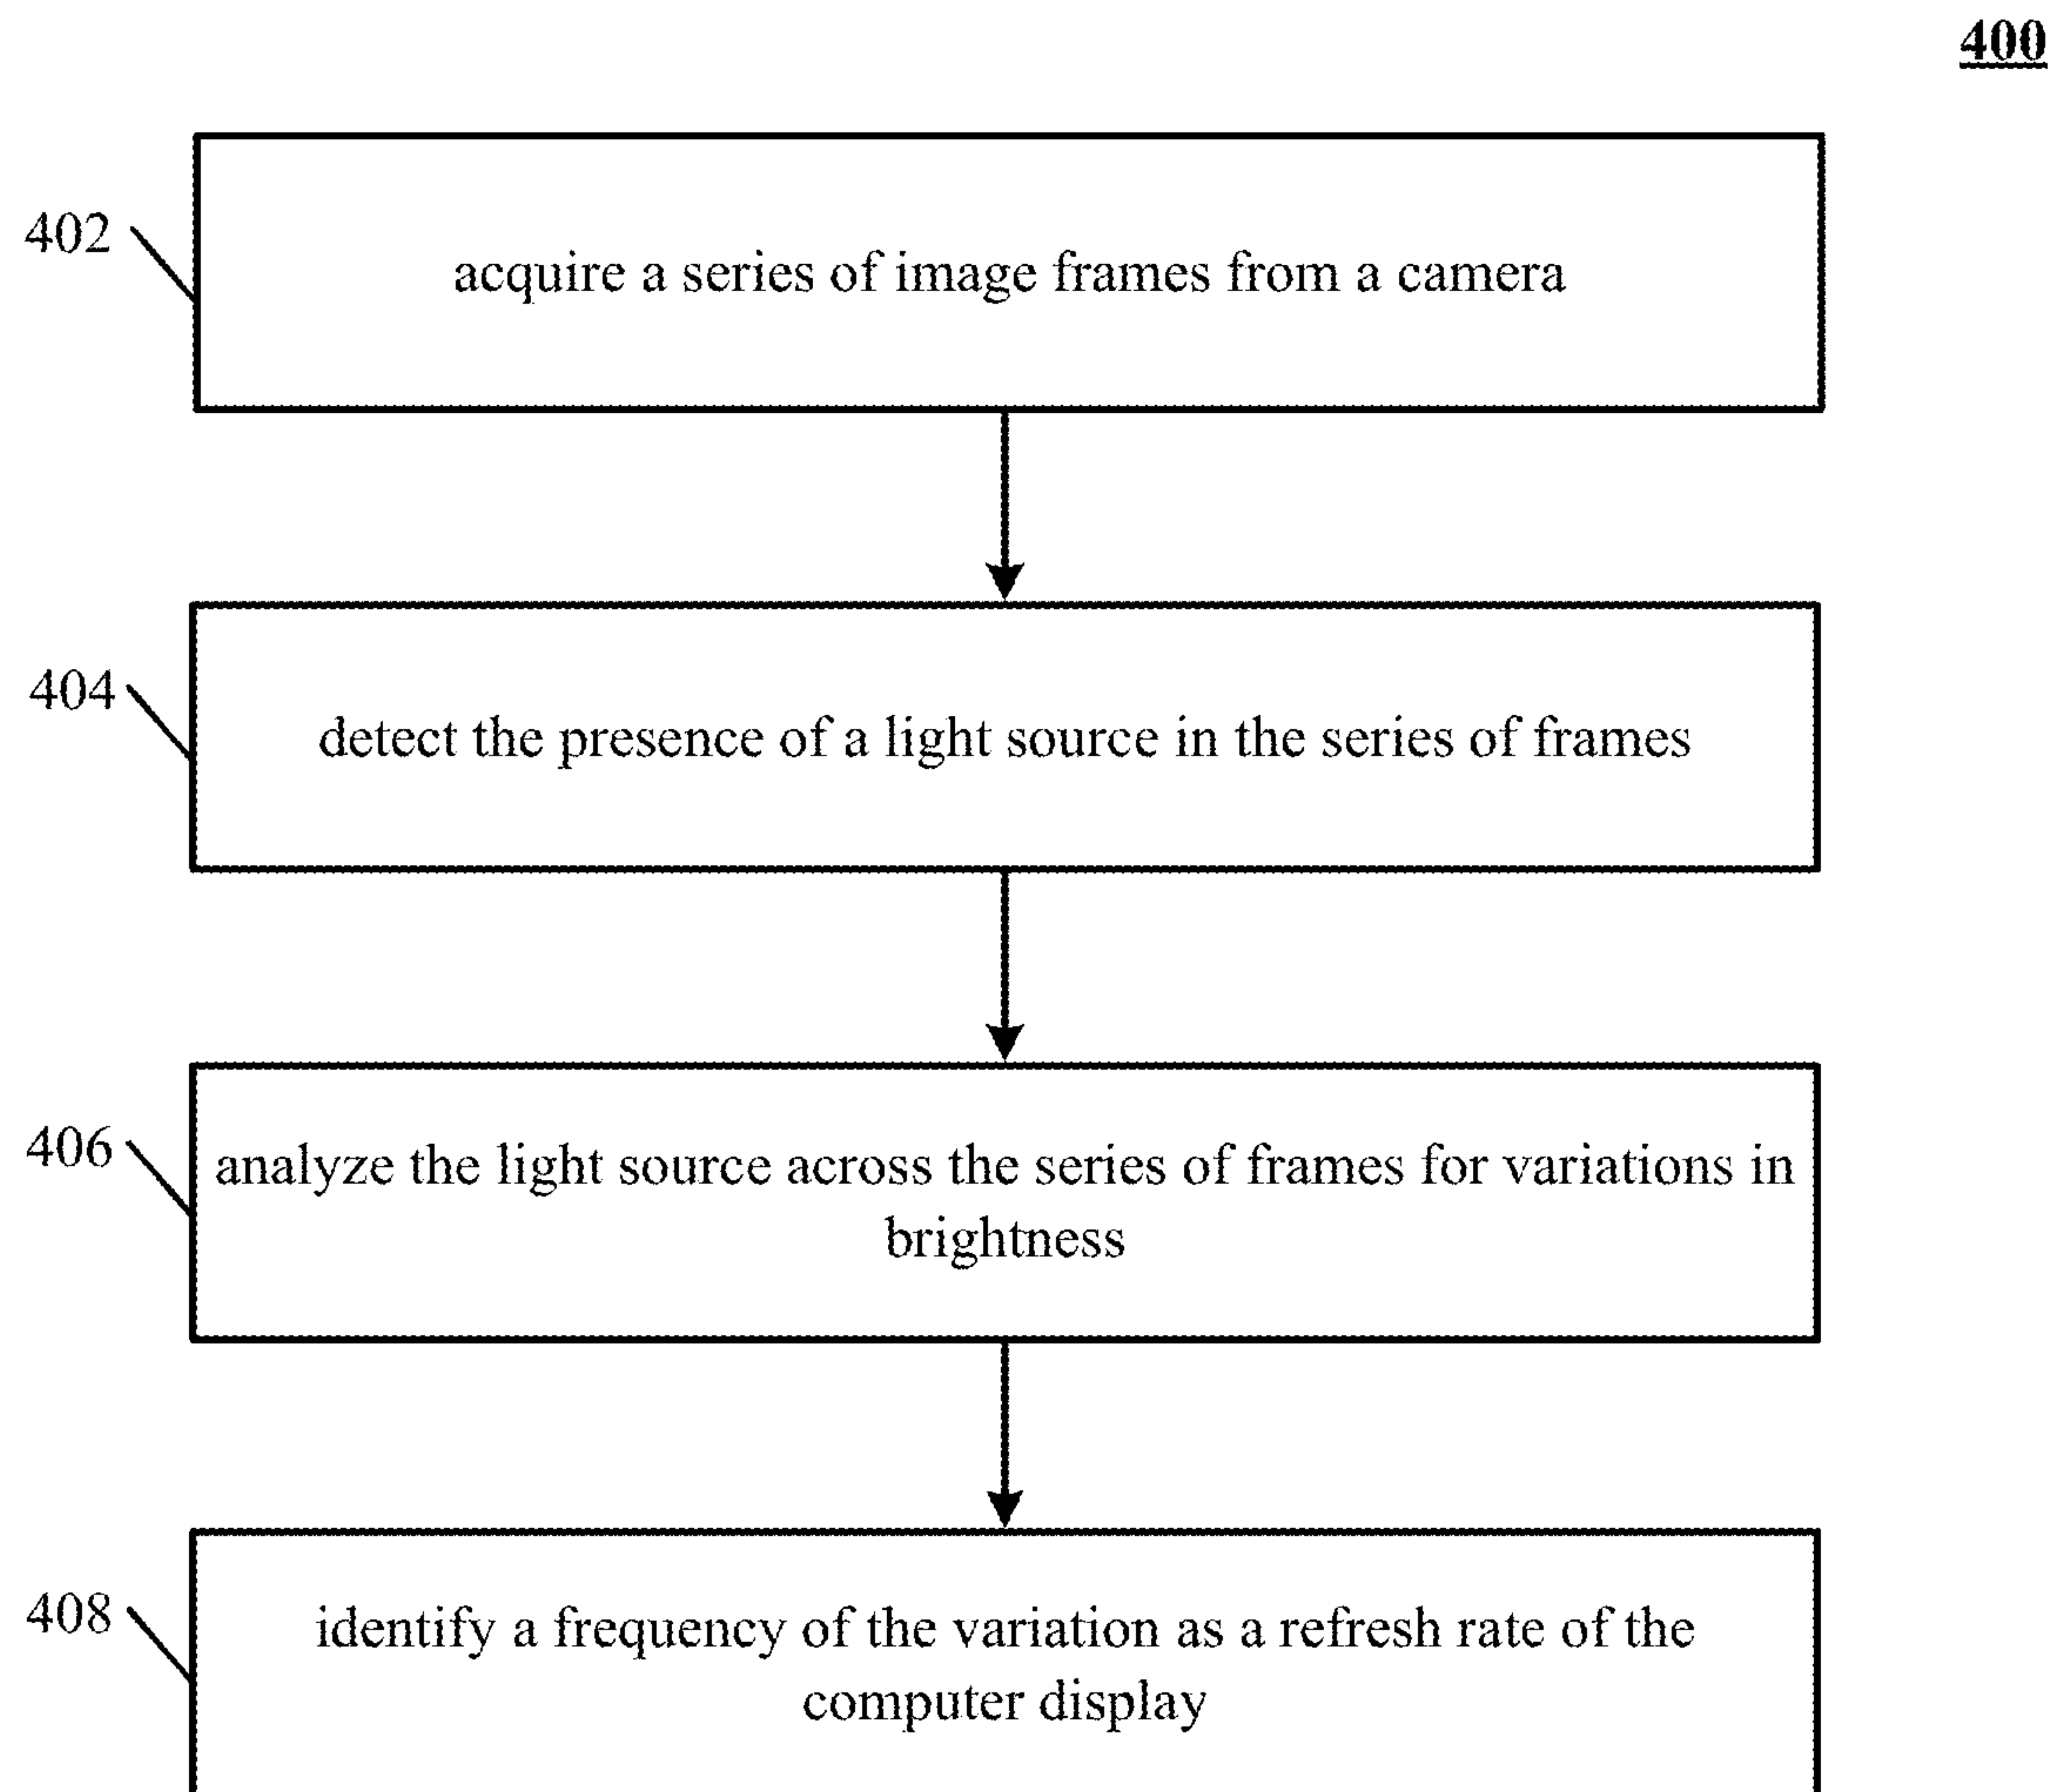 400
402
acquire a series of image frames from a camera
404
detect the presence of a light source in the series of frames
406
analyze the light source across the series of frames for variations in
brightness
408
identify a frequency of the variation as a refresh rate of the
computer display